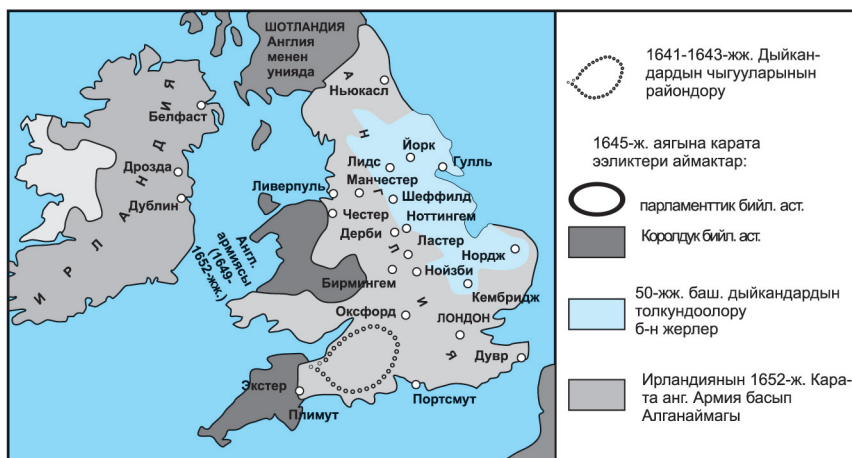 ШОТЛАНДИЯ
Англия
менен
унияда
АНГЛИЯ
ИРЛАНДИЯ
Ньюкасл
Белфаст
Йорк
Лидс
Гулль
Дрозда
Манчестер
Ливерпуль
Шеффилд
Дублин
Честер
Ноттингем
Дерби
Ластер
Нордж
Англ.
армиясы
(1649-
1652-жж.)
Нойзби
Бирмингем
Кембридж
Оксфорд
ЛОНДОН
Дувр
Экстер
Плимут
Портсмут
1641-1643-жж. Дыйкан-
дардын чыгууларынын
райондору
1645-ж. аягына карата
ээликтери аймактар:
парламенттик бийл. аст.
Королдук бийл. аст.
50-жж. баш. дыйкандардын
толкундоолору
б-н жерлер
Ирландиянын 1652-ж. Кара-
та анг. Армия басып
Алганаймагы